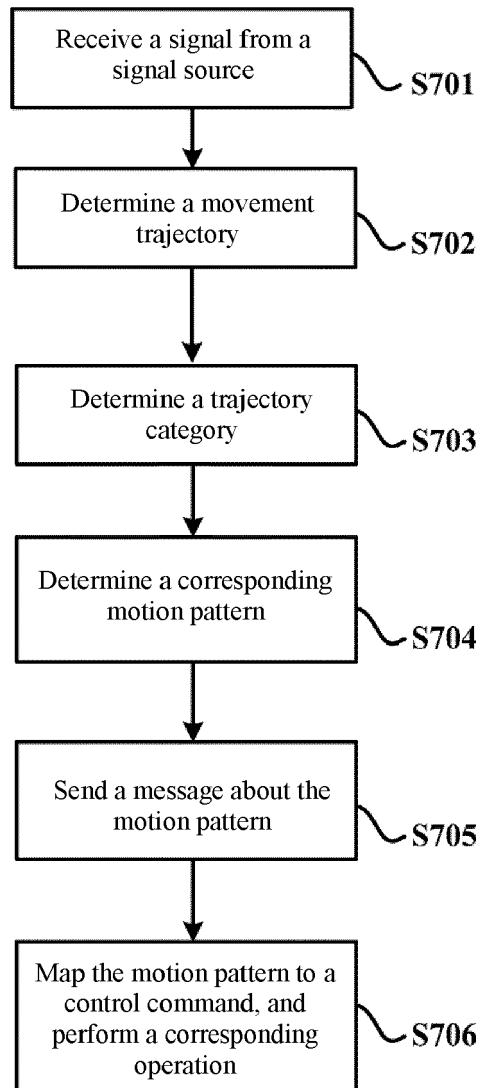 Receive a signal from a
signal source
S701
Determine a movement
trajectory
S702
Determine a trajectory
category
S703
Determine a corresponding
motion pattern
S704
Send a message about the
motion pattern
S705
Map the motion pattern to a
control command, and
perform a corresponding
operation
S706